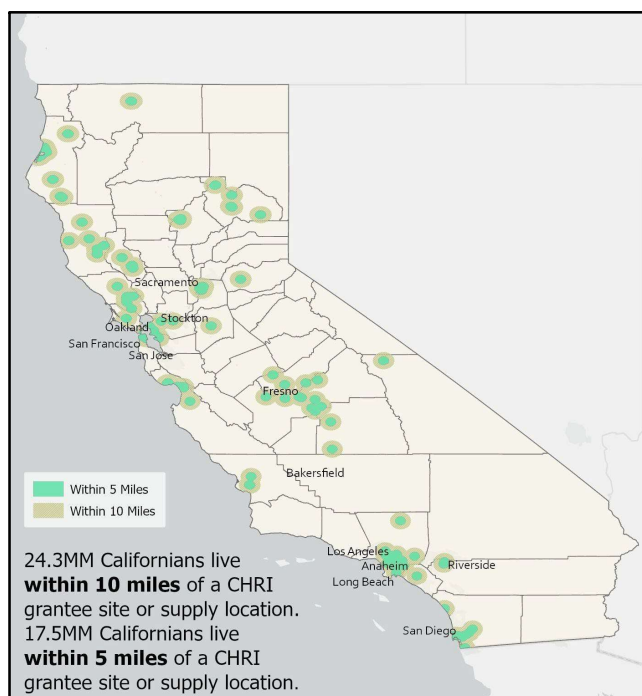 Sacramento
Stockton
Oakland
San Francisco
San Jose
Fresno
Bakersfield
Within 5 Miles
Within 10 Miles
Los Angeles
Anaheim
Riverside
Long Beach
24.3MM Californians live
within 10 miles of a CHRI
grantee site or supply location.
San Diego
17.5MM Californians live
within 5 miles of a CHRI
grantee site or supply location.